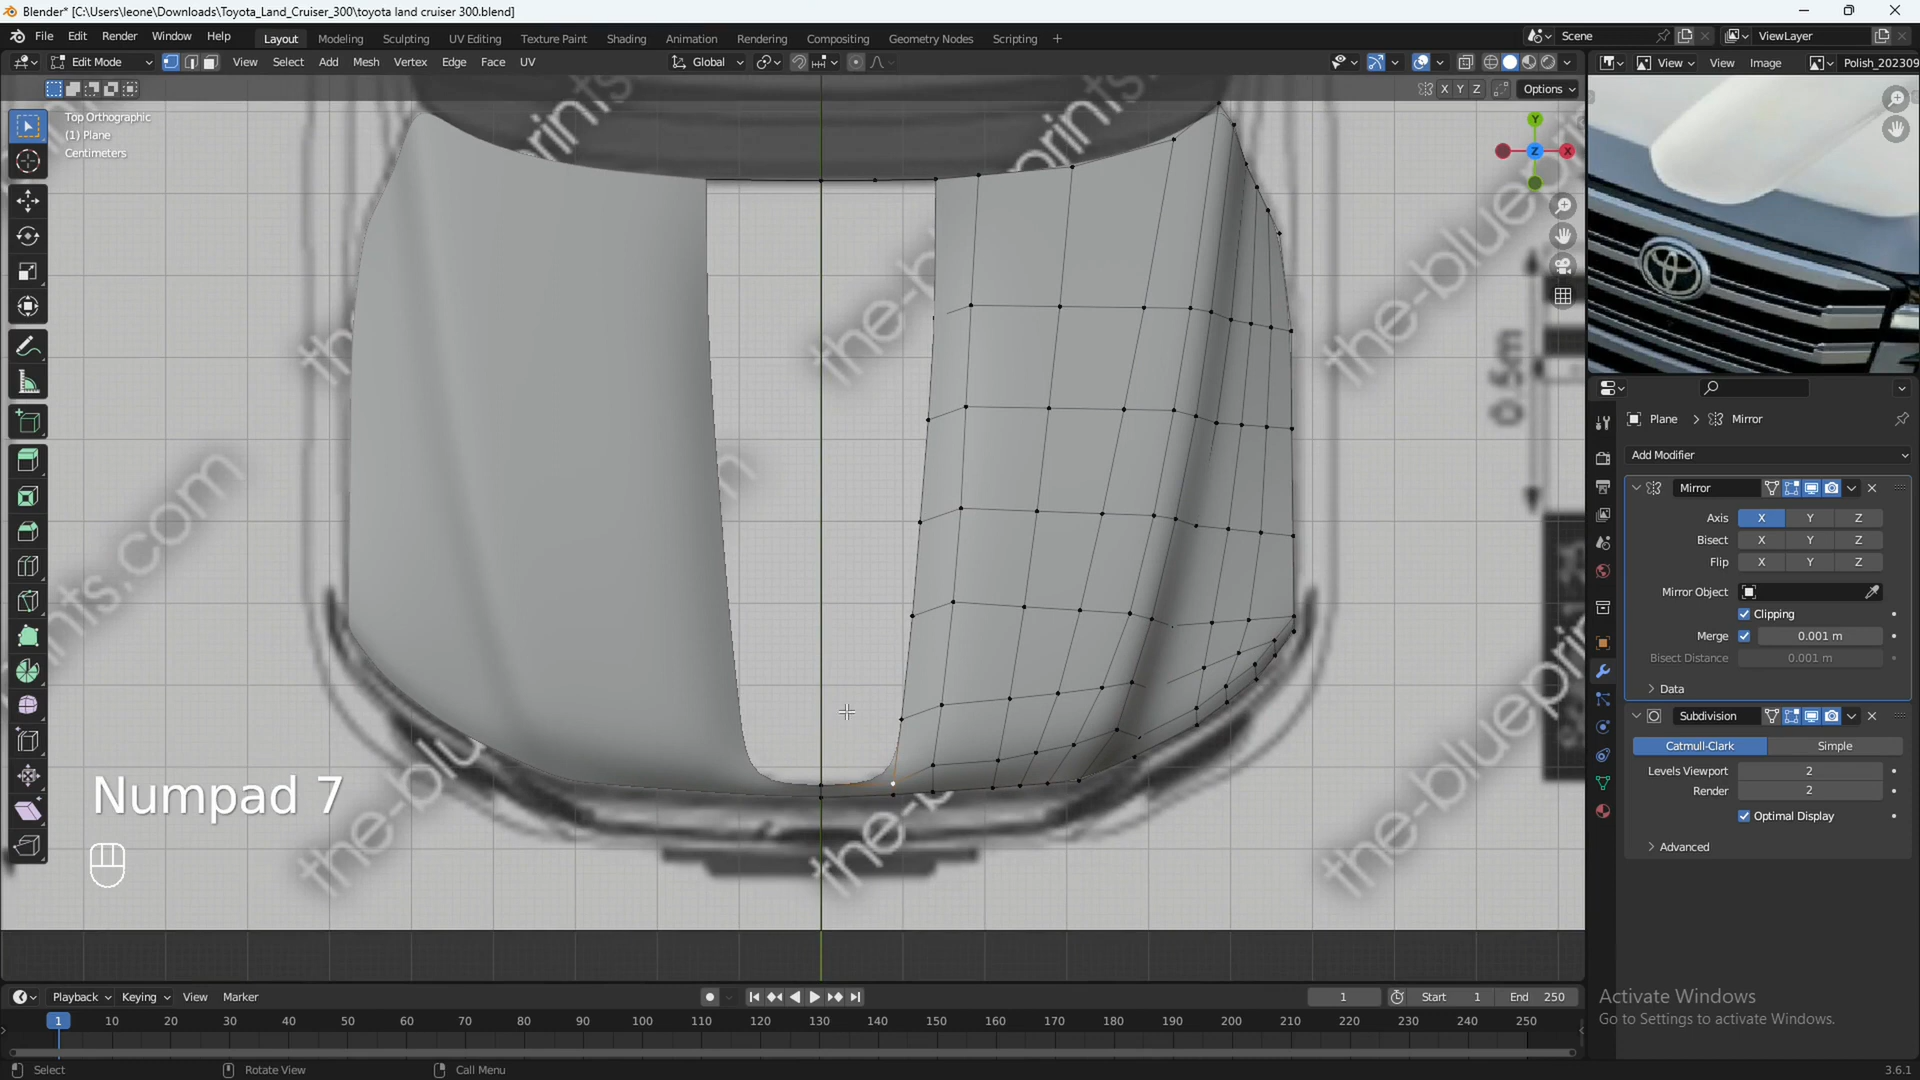 Blender* [C:\Users\leone\Downloads\Toyota_Land_Cruiser_300\toyota land cruiser 300.blend]
File Edit Render Window Help Layout Modeling Sculpting UV Editing Texture Paint Shading Animation Rendering Compositing Geometry Nodes Scripting + Scene ViewLayer
Edit Mode View Select Add Mesh Vertex Edge Face UV Global View View Image Polish_202309
X Y Z Options
Top Orthographic
(1) Plane
Centimeters
Y
Z X
prints.com
the-blueprints
0.5m
Numpad 7
Plane > Mirror
Add Modifier
Mirror
Axis X Y Z
Bisect X Y Z
Flip X Y Z
Mirror Object
Clipping
Merge 0.001 m
Bisect Distance 0.001 m
Data
Subdivision
Catmull-Clark Simple
Levels Viewport 2
Render 2
Optimal Display
Advanced
Activate Windows
Go to Settings to activate Windows.
Playback Keying View Marker 1 Start 1 End 250
1 10 20 30 40 50 60 70 80 90 100 110 120 130 140 150 160 170 180 190 200 210 220 230 240 250
Select Rotate View Call Menu 3.6.1